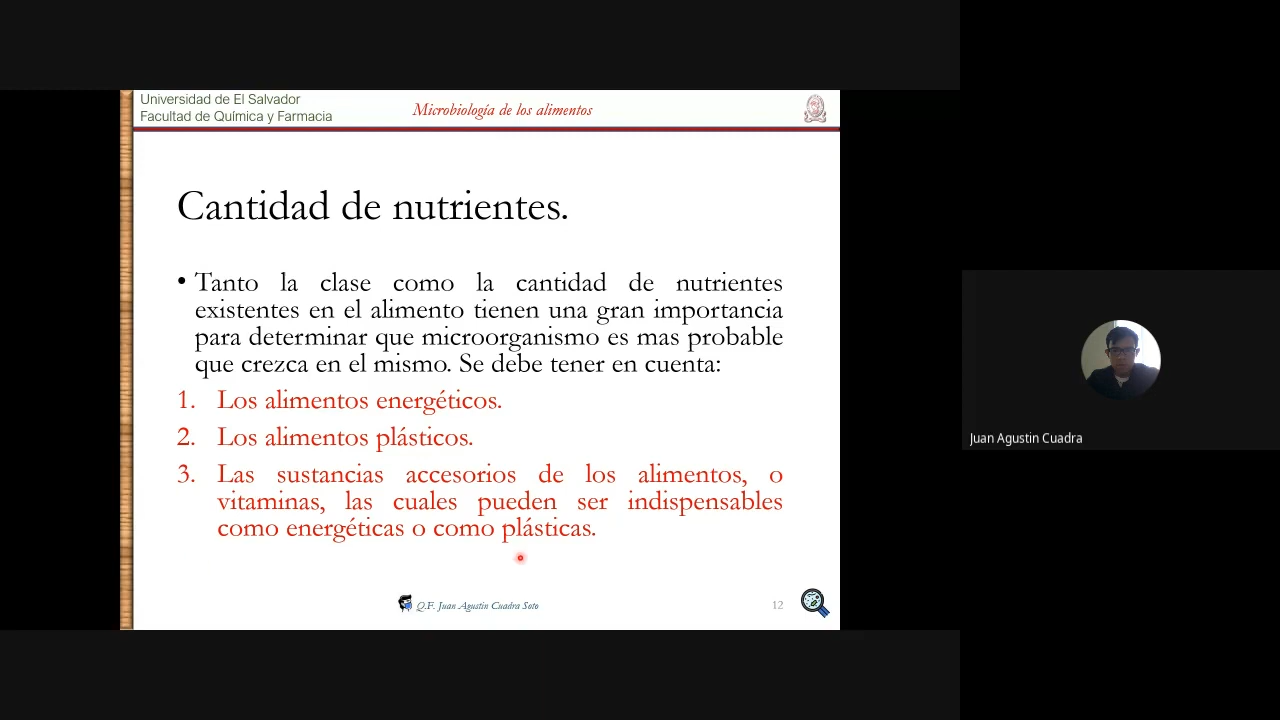 Universidad de El Salvador
Facultad de Química y Farmacia
Microbiología de los alimentos
Cantidad de nutrientes.
• Tanto la clase como la cantidad de nutrientes
existentes en el alimento tienen una gran importancia
para determinar que microorganismo es mas probable
que crezca en el mismo. Se debe tener en cuenta:
1. Los alimentos energéticos.
2. Los alimentos plásticos.
3. Las sustancias accesorios de los alimentos, o
vitaminas, las cuales pueden ser indispensables
como energéticas o como plásticas.
Q.F. Juan Agustin Cuadra Soto
12
Juan Agustin Cuadra